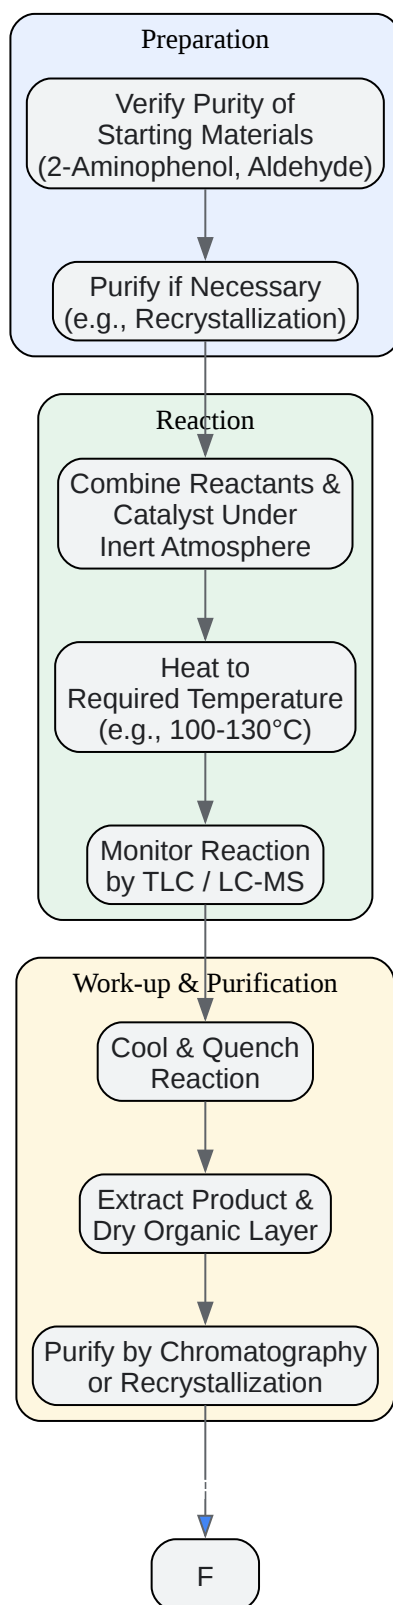 Preparation
Verify Purity of
Starting Materials
(2-Aminophenol, Aldehyde)
Purify if Necessary
(e.g., Recrystallization)
Reaction
Combine Reactants &
Catalyst Under
Inert Atmosphere
Heat to
Required Temperature
(e.g., 100-130°C)
Monitor Reaction
by TLC / LC-MS
Work-up & Purification
Cool & Quench
Reaction
Extract Product &
Dry Organic Layer
Purify by Chromatography
or Recrystallization
F